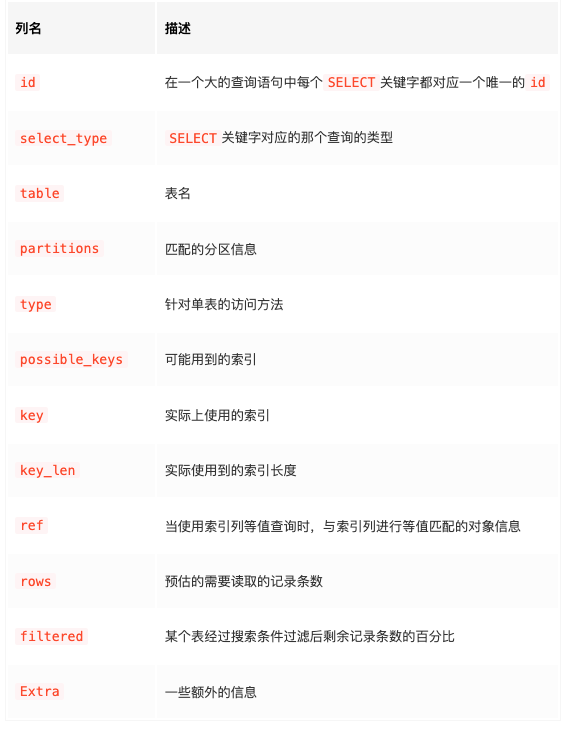 列名 描述
id 在一个大的查询语句中每个 SELECT 关键字都对应一个唯一的 id
select_type SELECT 关键字对应的那个查询的类型
table 表名
partitions 匹配的分区信息
type 针对单表的访问方法
possible_keys 可能用到的索引
key 实际上使用的索引
key_len 实际使用到的索引长度
ref 当使用索引列等值查询时，与索引列进行等值匹配的对象信息
rows 预估的需要读取的记录条数
filtered 某个表经过搜索条件过滤后剩余记录条数的百分比
Extra 一些额外的信息